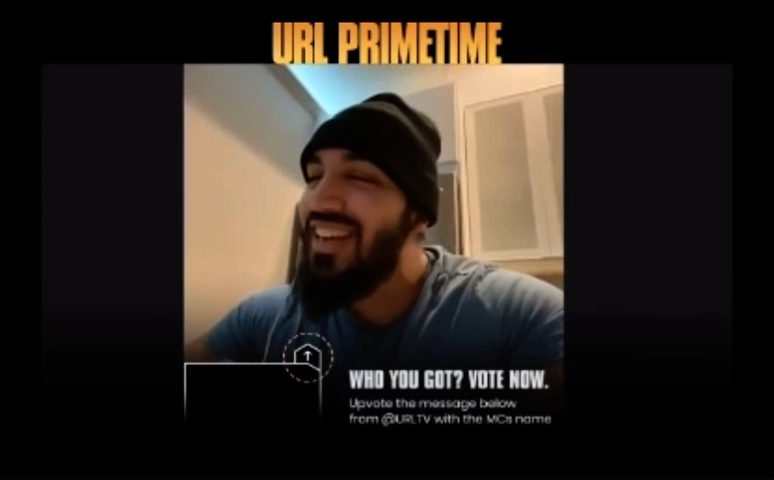 URL PRIMETIME
WHO YOU GOT? VOTE NOW.
Upvote the message below
from @URLTV with the MCs name